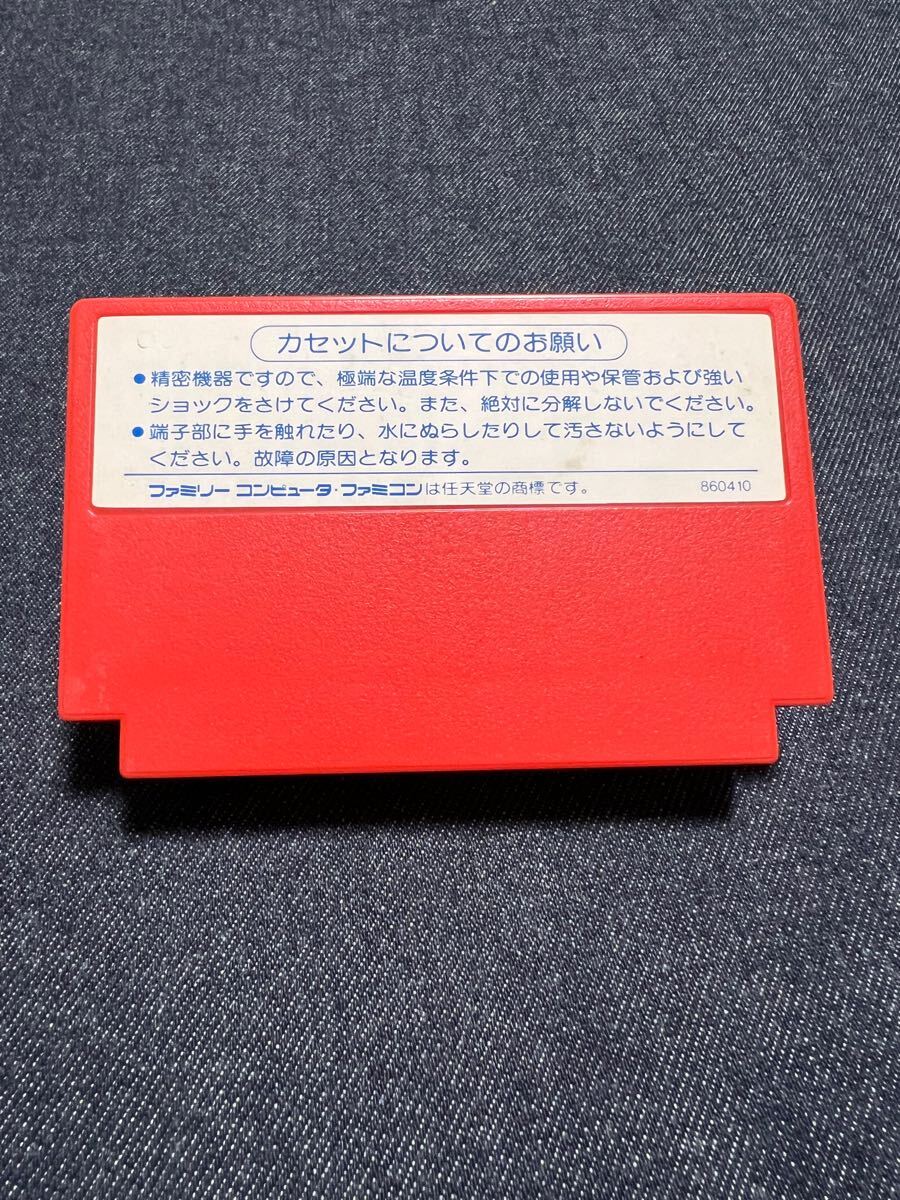 カセットについてのお願い
●精密機器ですので、極端な温度条件下での使用や保管および強い
ショックをさけてください。また、絶対に分解しないでください。
●端子部に手を触れたり、水にぬらしたりして汚さないようにして
ください。故障の原因となります。
ファミリー コンピュータ・ファミコンは任天堂の商標です。 860410